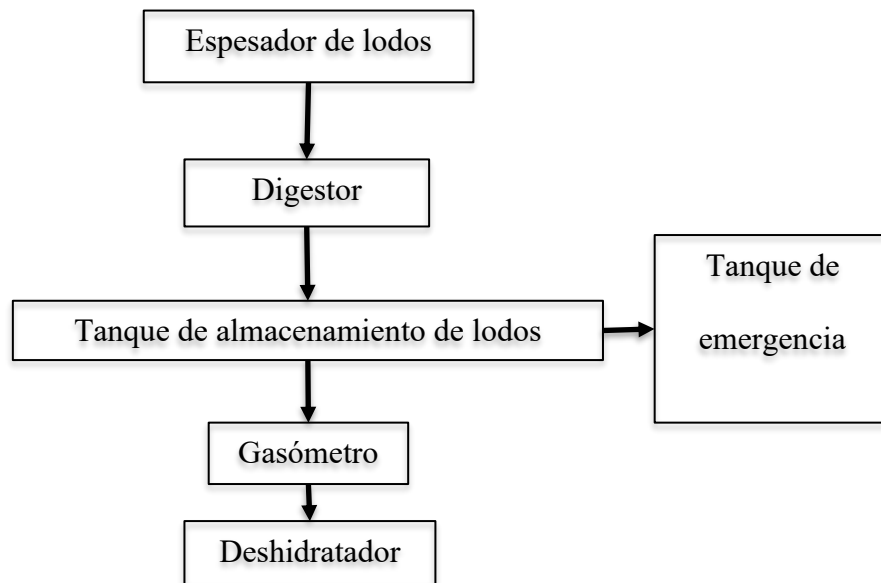 Espesador de lodos
Digestor
Tanque de almacenamiento de lodos
Tanque de
emergencia
Gasómetro
Deshidratador